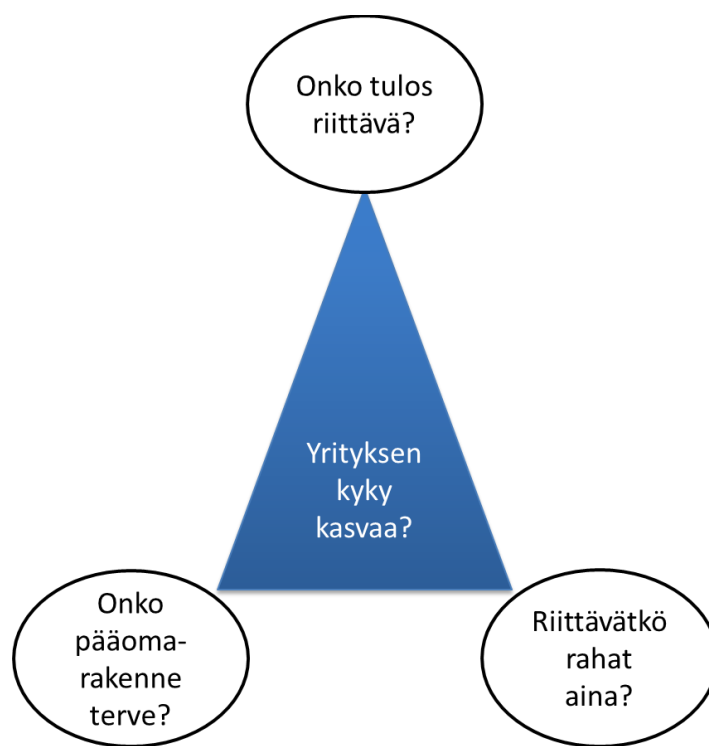 Onko tulos
riittävä?
Yrityksen
kyky
kasvaa?
Onko
pääoma-
rakenne
terve?
Riittävätkö
rahat
aina?